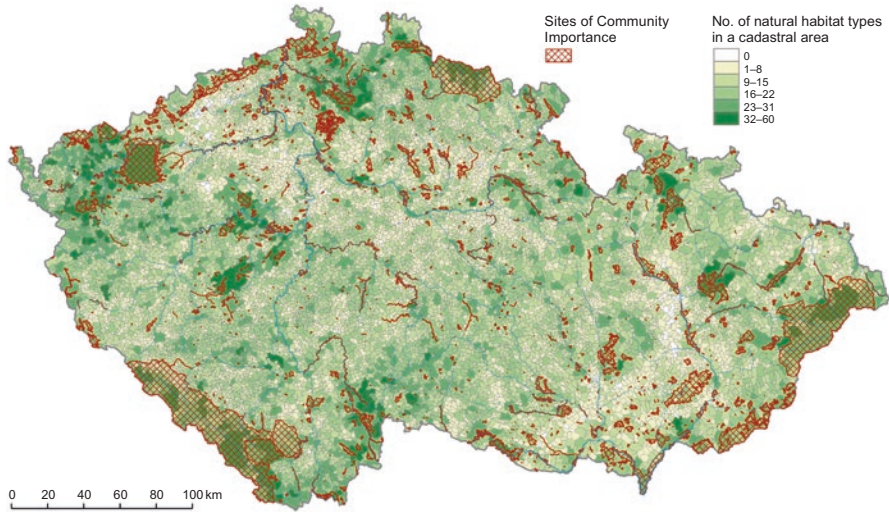 Sites of Community
Importance
No. of natural habitat types
in a cadastral area
0
1–8
9–15
16–22
23–31
32–60
0 20 40 60 80 100 km